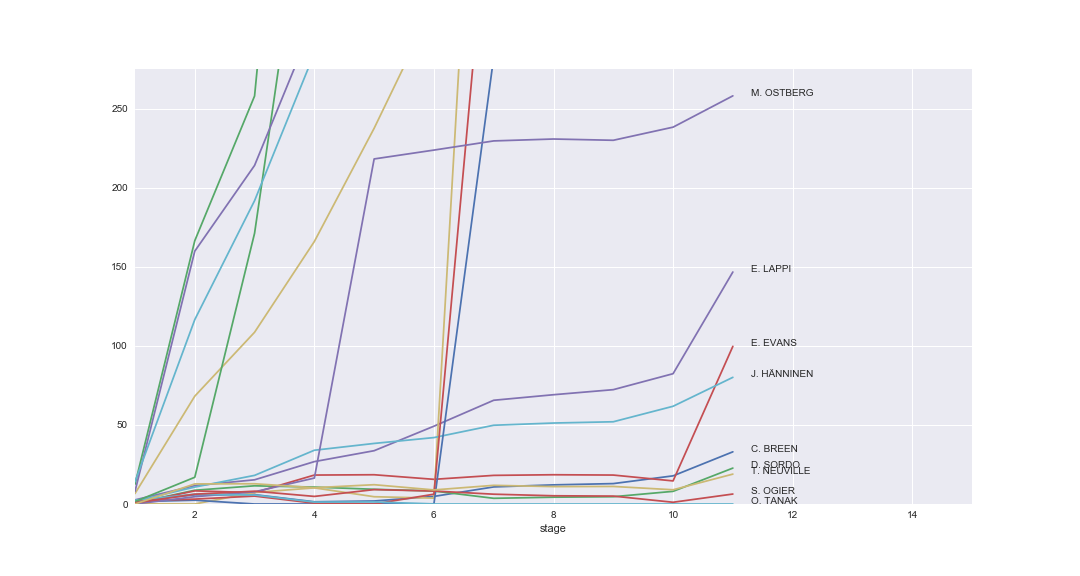 250
200
150
100
50
0
M. OSTBERG
E. LAPPI
E. EVANS
J. HÄNNINEN
C. BREEN
D. SORDO
T. NEUVILLE
S. OGIER
O. TANAK
2 4 6 8 10 12 14
stage